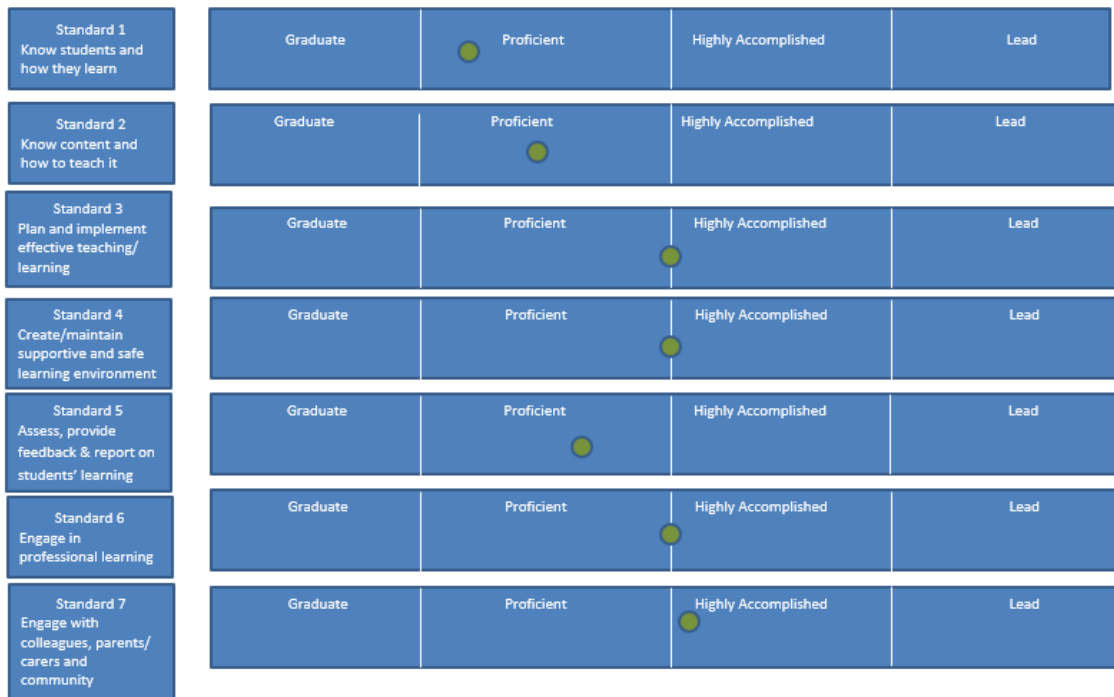 Standard 1
Know students and
how they learn
Graduate Proficient Highly Accomplished Lead
Standard 2
Know content and
how to teach it
Graduate Proficient Highly Accomplished Lead
Standard 3
Plan and implement
effective teaching/
learning
Graduate Proficient Highly Accomplished Lead
Standard 4
Create/maintain
supportive and safe
learning environment
Graduate Proficient Highly Accomplished Lead
Standard 5
Assess, provide
feedback & report on
students' learning
Graduate Proficient Highly Accomplished Lead
Standard 6
Engage in
professional learning
Graduate Proficient Highly Accomplished Lead
Standard 7
Engage with
colleagues, parents/
carers and
community
Graduate Proficient Highly Accomplished Lead